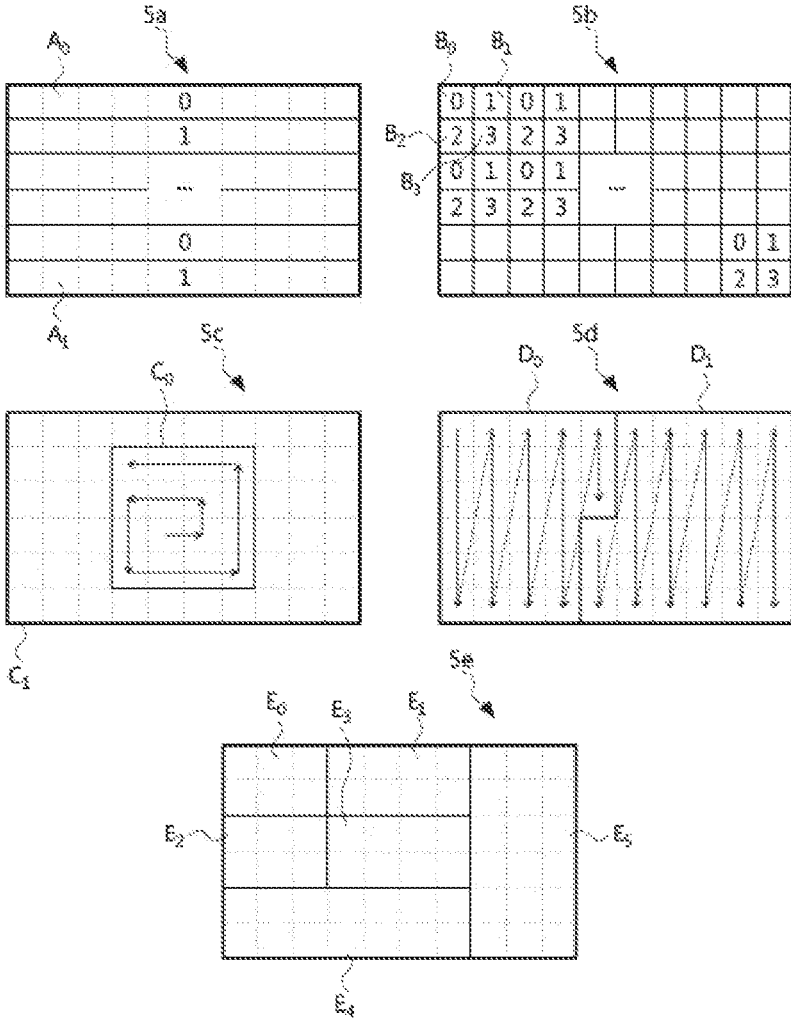 5a 5b
A₀ B₀ B₁
0 0 1 0 1
1 B₂ 2 3 2 3
... B₃ 0 1 0 1 ...
2 3 2 3
0 0 1
1 2 3
A₁ 5c 5d
C₀ D₀ D₁
C₁
5e
E₀ E₃ E₁
E₂ E₅
E₄